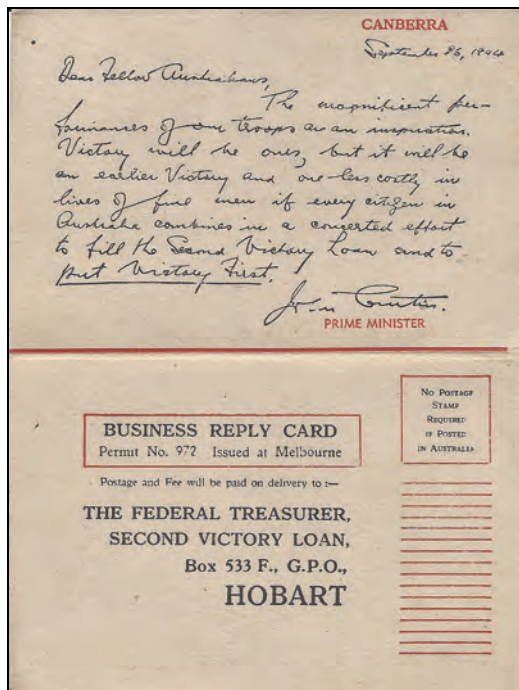 CANBERRA
September 26, 1944
Dear Fellow Australians,
The magnificent per-
formances of our troops are an inspiration.
Victory will be ours, but it will be
an earlier Victory and one less costly in
lives of fine men if every citizen in
Australia combines in a concerted effort
to fill the Second Victory Loan and to
put Victory First.
John Curtin.
PRIME MINISTER
NO POSTAGE
STAMP
REQUIRED
IF POSTED
IN AUSTRALIA
BUSINESS REPLY CARD
Permit No. 972 Issued at Melbourne
Postage and Fee will be paid on delivery to :—
THE FEDERAL TREASURER,
SECOND VICTORY LOAN,
Box 533 F., G.P.O.,
HOBART